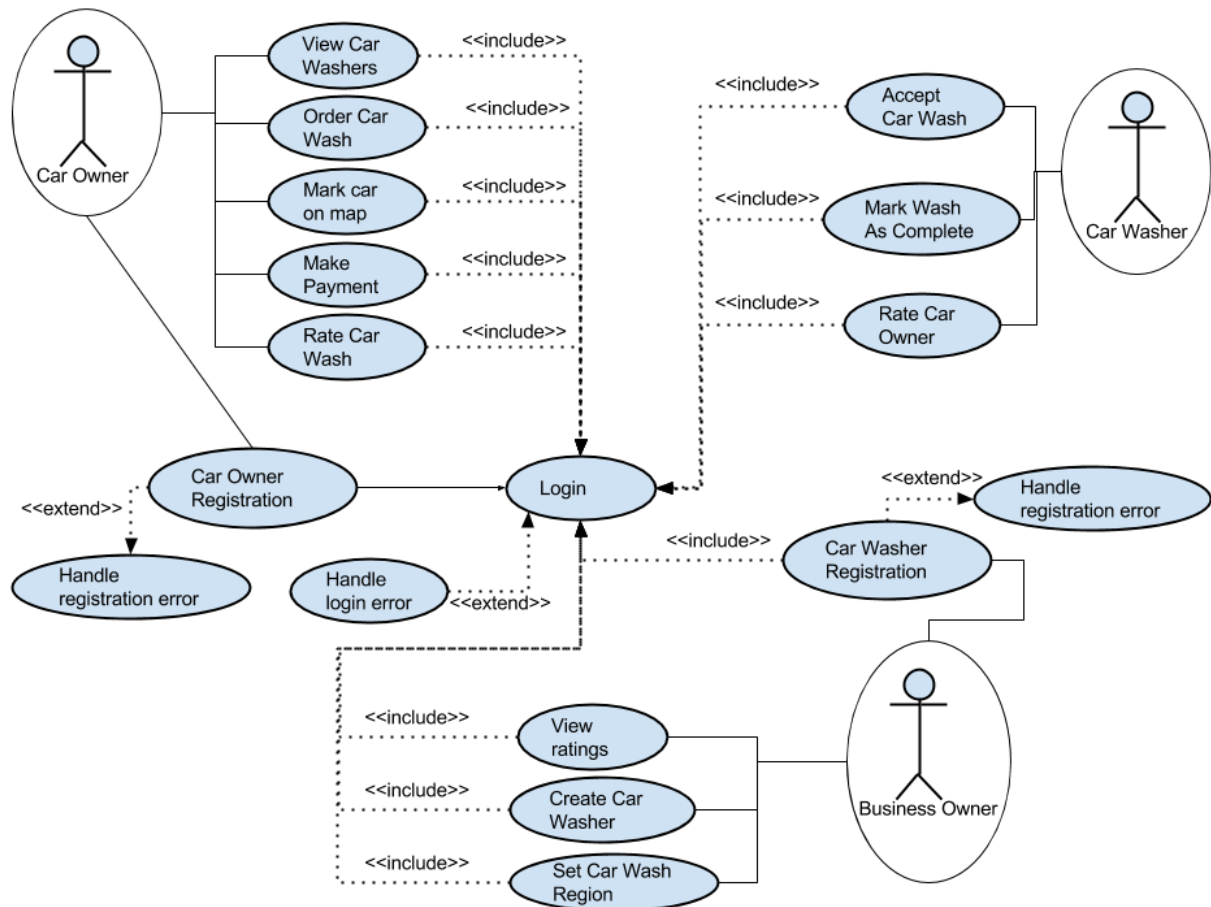 View Car
Washers
<<include>>
Order Car
Wash
<<include>>
Mark car
on map
<<include>>
Make
Payment
<<include>>
Rate Car
Wash
<<include>>
Car Owner
<<include>>
Accept
Car Wash
<<include>>
Mark Wash
As Complete
<<include>>
Rate Car
Owner
Car Washer
Car Owner
Registration
Login
<<extend>>
Handle
registration error
Handle
login error
<<extend>>
<<include>>
Car Washer
Registration
<<extend>>
Handle
registration error
<<include>>
View
ratings
<<include>>
Create Car
Washer
<<include>>
Set Car Wash
Region
Business Owner